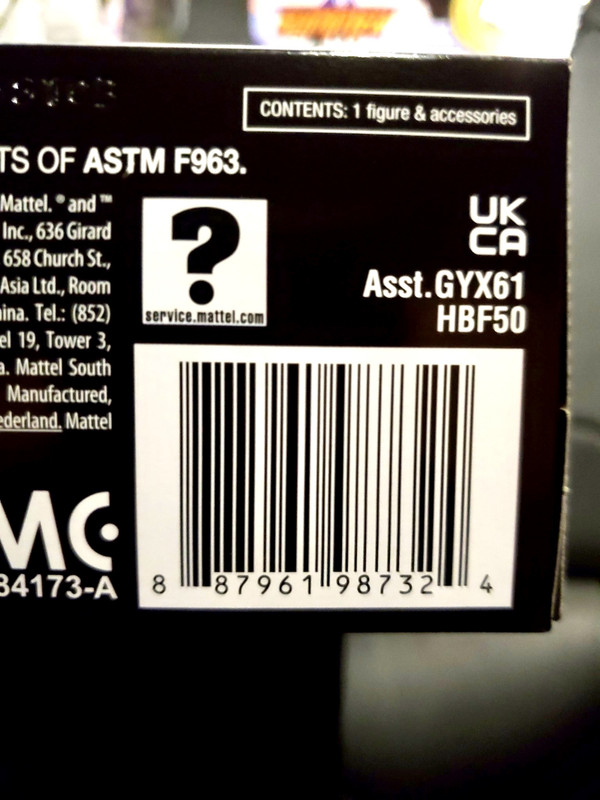 CONTENTS: 1 figure & accessories
TS OF ASTM F963.
Mattel. ® and ™
Inc., 636 Girard
658 Church St.,
Asia Ltd., Room
ina. Tel.: (852)
el 19, Tower 3,
a. Mattel South
Manufactured,
ederland. Mattel
?
service.mattel.com
UK
CA
Asst.GYX61
HBF50
MC
84173-A
8 87961 98732 4